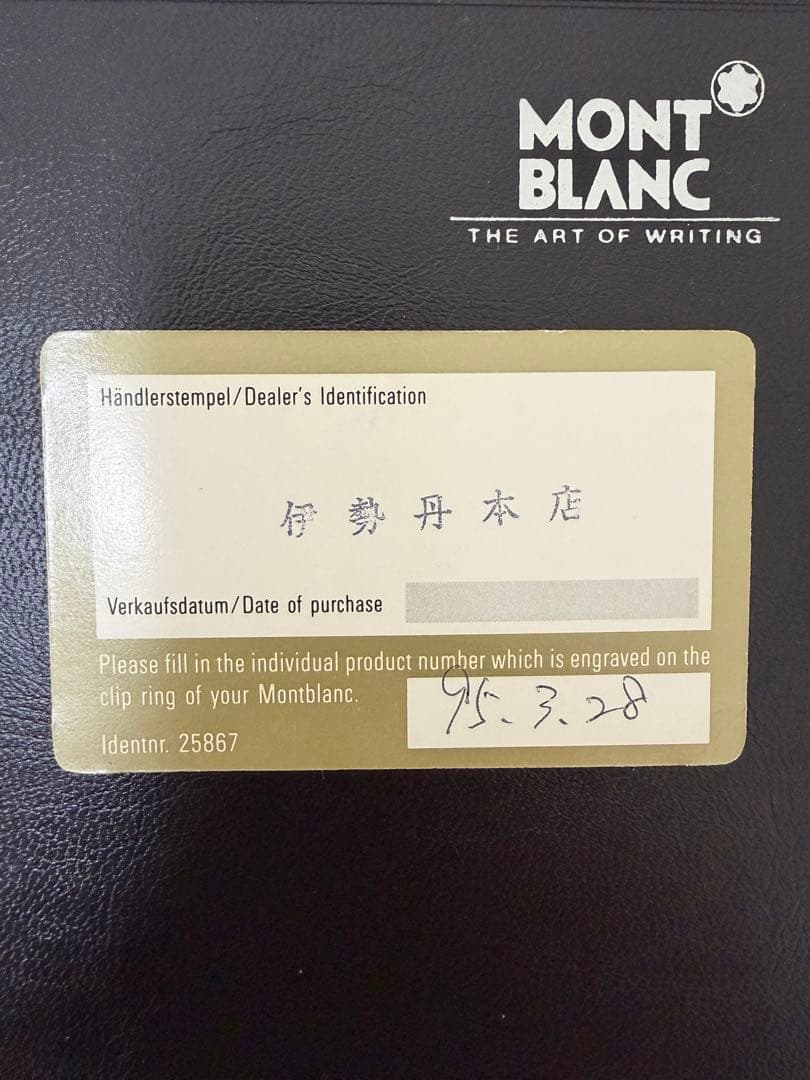 MONT
BLANC
THE ART OF WRITING
Händlerstempel/Dealer's Identification
伊勢丹本店
Verkaufsdatum/Date of purchase
Please fill in the individual product number which is engraved on the
clip ring of your Montblanc.
95.3.28
Identnr. 25867